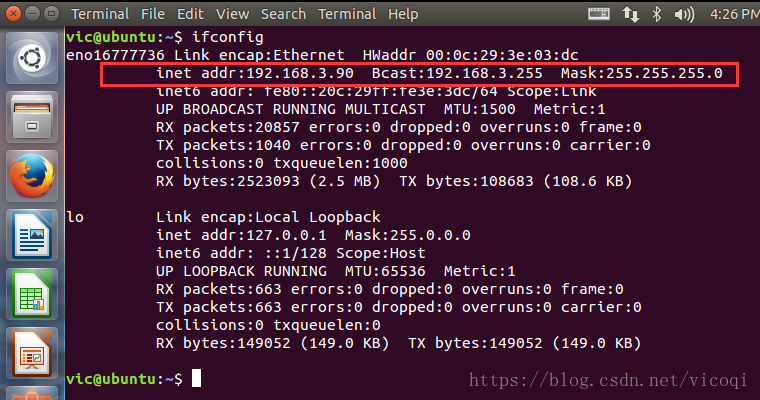 Terminal File Edit View Search Terminal Help 4:26 PM
vic@ubuntu:~$ ifconfig
eno16777736 Link encap:Ethernet  HWaddr 00:0c:29:3e:03:dc
          inet addr:192.168.3.90  Bcast:192.168.3.255  Mask:255.255.255.0
          inet6 addr: fe80::20c:29ff:fe3e:3dc/64 Scope:Link
          UP BROADCAST RUNNING MULTICAST  MTU:1500  Metric:1
          RX packets:20857 errors:0 dropped:0 overruns:0 frame:0
          TX packets:1040 errors:0 dropped:0 overruns:0 carrier:0
          collisions:0 txqueuelen:1000
          RX bytes:2523093 (2.5 MB)  TX bytes:108683 (108.6 KB)
lo        Link encap:Local Loopback
          inet addr:127.0.0.1  Mask:255.0.0.0
          inet6 addr: ::1/128 Scope:Host
          UP LOOPBACK RUNNING  MTU:65536  Metric:1
          RX packets:663 errors:0 dropped:0 overruns:0 frame:0
          TX packets:663 errors:0 dropped:0 overruns:0 carrier:0
          collisions:0 txqueuelen:0
          RX bytes:149052 (149.0 KB)  TX bytes:149052 (149.0 KB)
vic@ubuntu:~$
https://blog.csdn.net/vicoqi